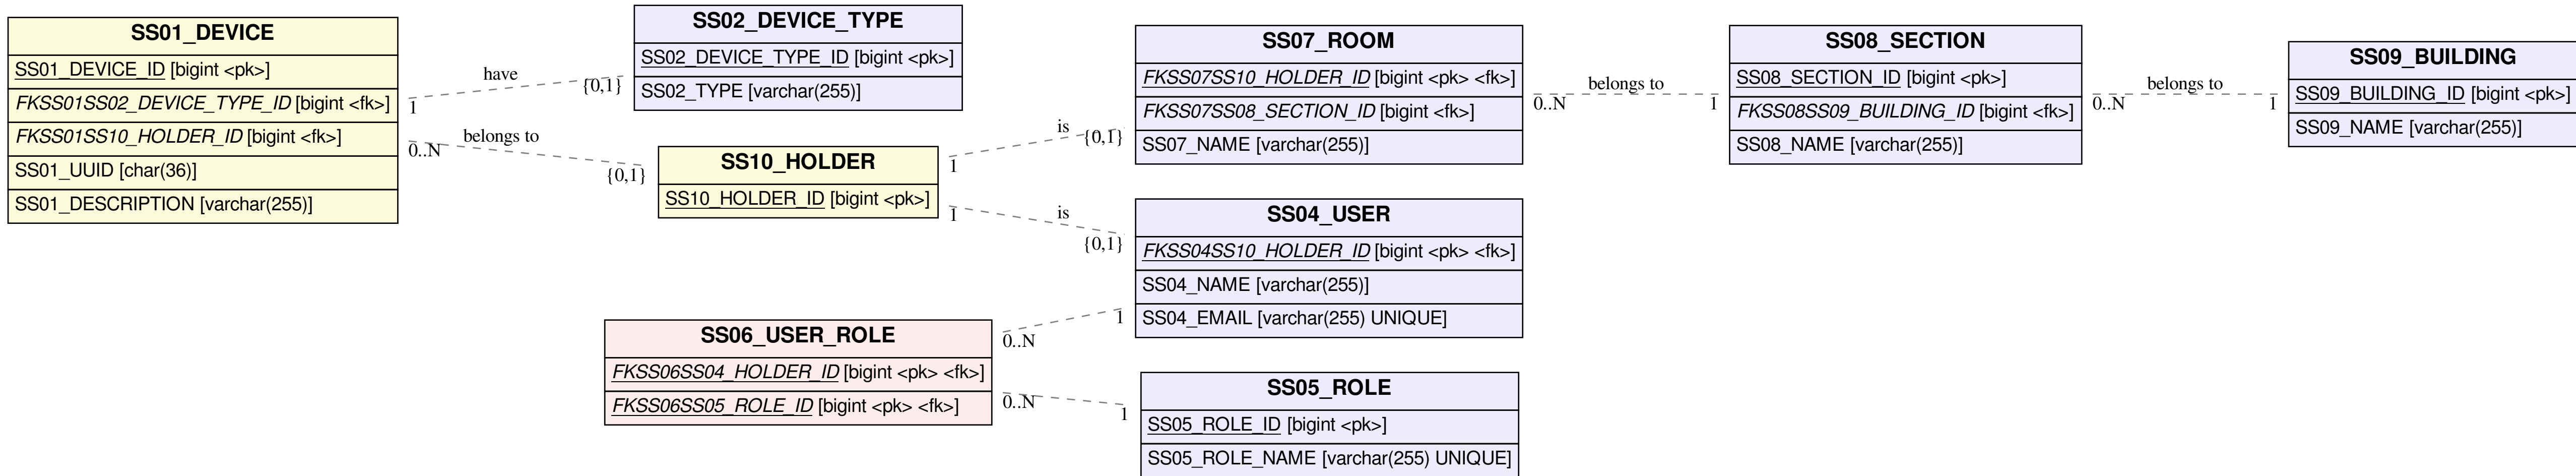 SS01_DEVICE
SS01_DEVICE_ID [bigint <pk>]
FKSS01SS02_DEVICE_TYPE_ID [bigint <fk>]
FKSS01SS10_HOLDER_ID [bigint <fk>]
SS01_UUID [char(36)]
SS01_DESCRIPTION [varchar(255)]
have
1
{0,1}
belongs to
0..N
{0,1}
SS02_DEVICE_TYPE
SS02_DEVICE_TYPE_ID [bigint <pk>]
SS02_TYPE [varchar(255)]
SS10_HOLDER
SS10_HOLDER_ID [bigint <pk>]
is
1
{0,1}
is
1
{0,1}
SS07_ROOM
FKSS07SS10_HOLDER_ID [bigint <pk> <fk>]
FKSS07SS08_SECTION_ID [bigint <fk>]
SS07_NAME [varchar(255)]
belongs to
0..N
1
SS08_SECTION
SS08_SECTION_ID [bigint <pk>]
FKSS08SS09_BUILDING_ID [bigint <fk>]
SS08_NAME [varchar(255)]
belongs to
0..N
1
SS09_BUILDING
SS09_BUILDING_ID [bigint <pk>]
SS09_NAME [varchar(255)]
SS04_USER
FKSS04SS10_HOLDER_ID [bigint <pk> <fk>]
SS04_NAME [varchar(255)]
SS04_EMAIL [varchar(255) UNIQUE]
SS06_USER_ROLE
FKSS06SS04_HOLDER_ID [bigint <pk> <fk>]
FKSS06SS05_ROLE_ID [bigint <pk> <fk>]
0..N
1
0..N
1
SS05_ROLE
SS05_ROLE_ID [bigint <pk>]
SS05_ROLE_NAME [varchar(255) UNIQUE]